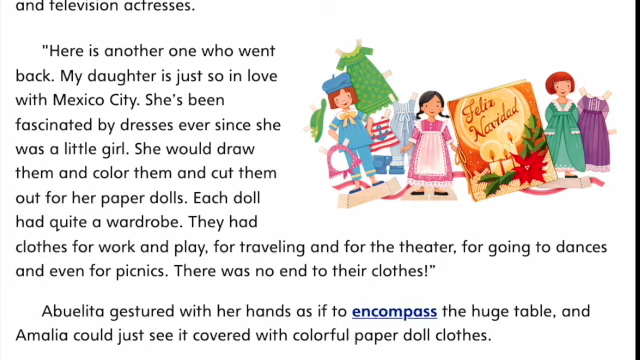 and television actresses.
"Here is another one who went
back. My daughter is just so in love
with Mexico City. She's been
fascinated by dresses ever since she
was a little girl. She would draw
them and color them and cut them
out for her paper dolls. Each doll
had quite a wardrobe. They had
clothes for work and play, for traveling and for the theater, for going to dances
and even for picnics. There was no end to their clothes!”
Feliz
Navidad
Abuelita gestured with her hands as if to encompass the huge table, and
Amalia could just see it covered with colorful paper doll clothes.